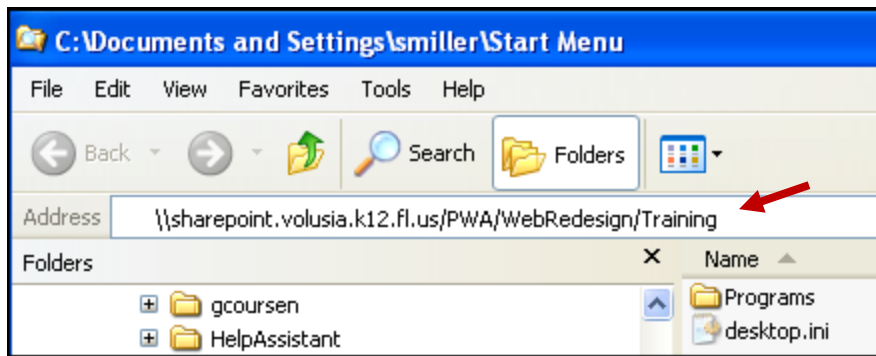 C:\Documents and Settings\smiller\Start Menu
File Edit View Favorites Tools Help
Back Search Folders
Address \\sharepoint.volusia.k12.fl.us/PWA/WebRedesign/Training
Folders X Name
gcoursen Programs
HelpAssistant desktop.ini